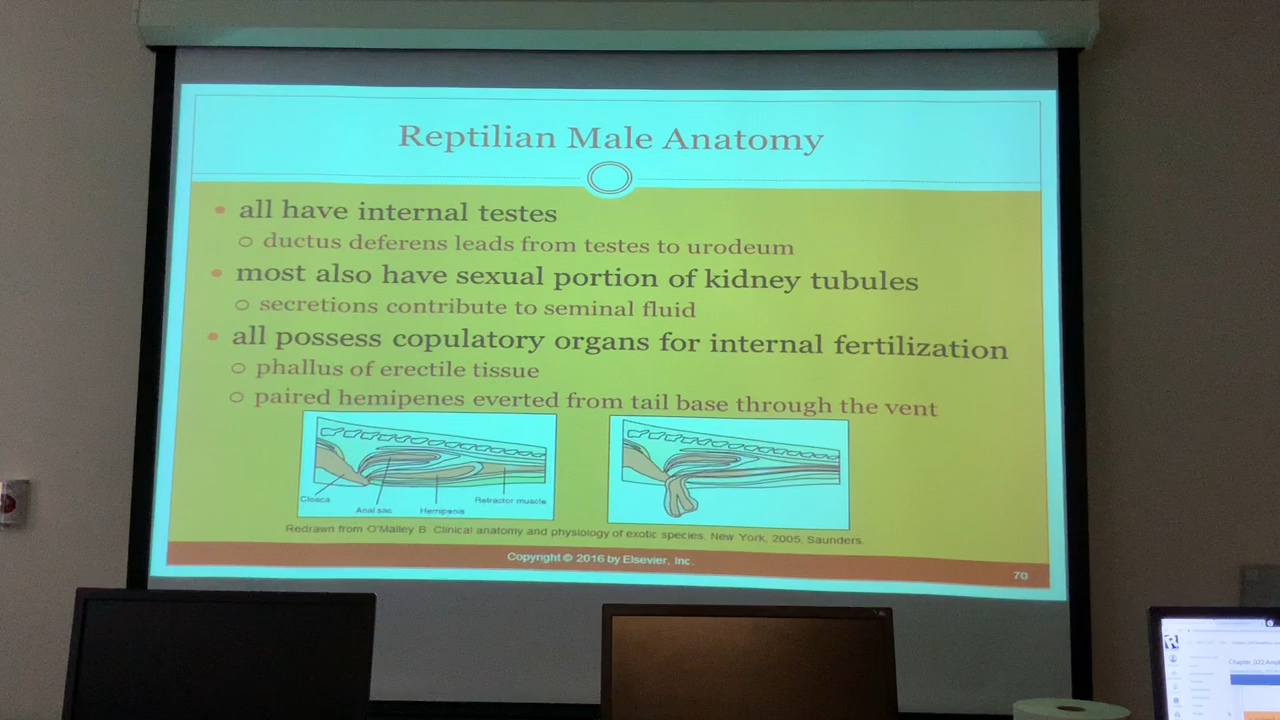 Reptilian Male Anatomy
• all have internal testes
○ ductus deferens leads from testes to urodeum
• most also have sexual portion of kidney tubules
○ secretions contribute to seminal fluid
• all possess copulatory organs for internal fertilization
○ phallus of erectile tissue
○ paired hemipenes everted from tail base through the vent
Cloaca
Anal sac
Hemipenis
Retractor muscle
Redrawn from O'Malley B: Clinical anatomy and physiology of exotic species, New York, 2005, Saunders.
Copyright © 2016 by Elsevier, Inc.
70